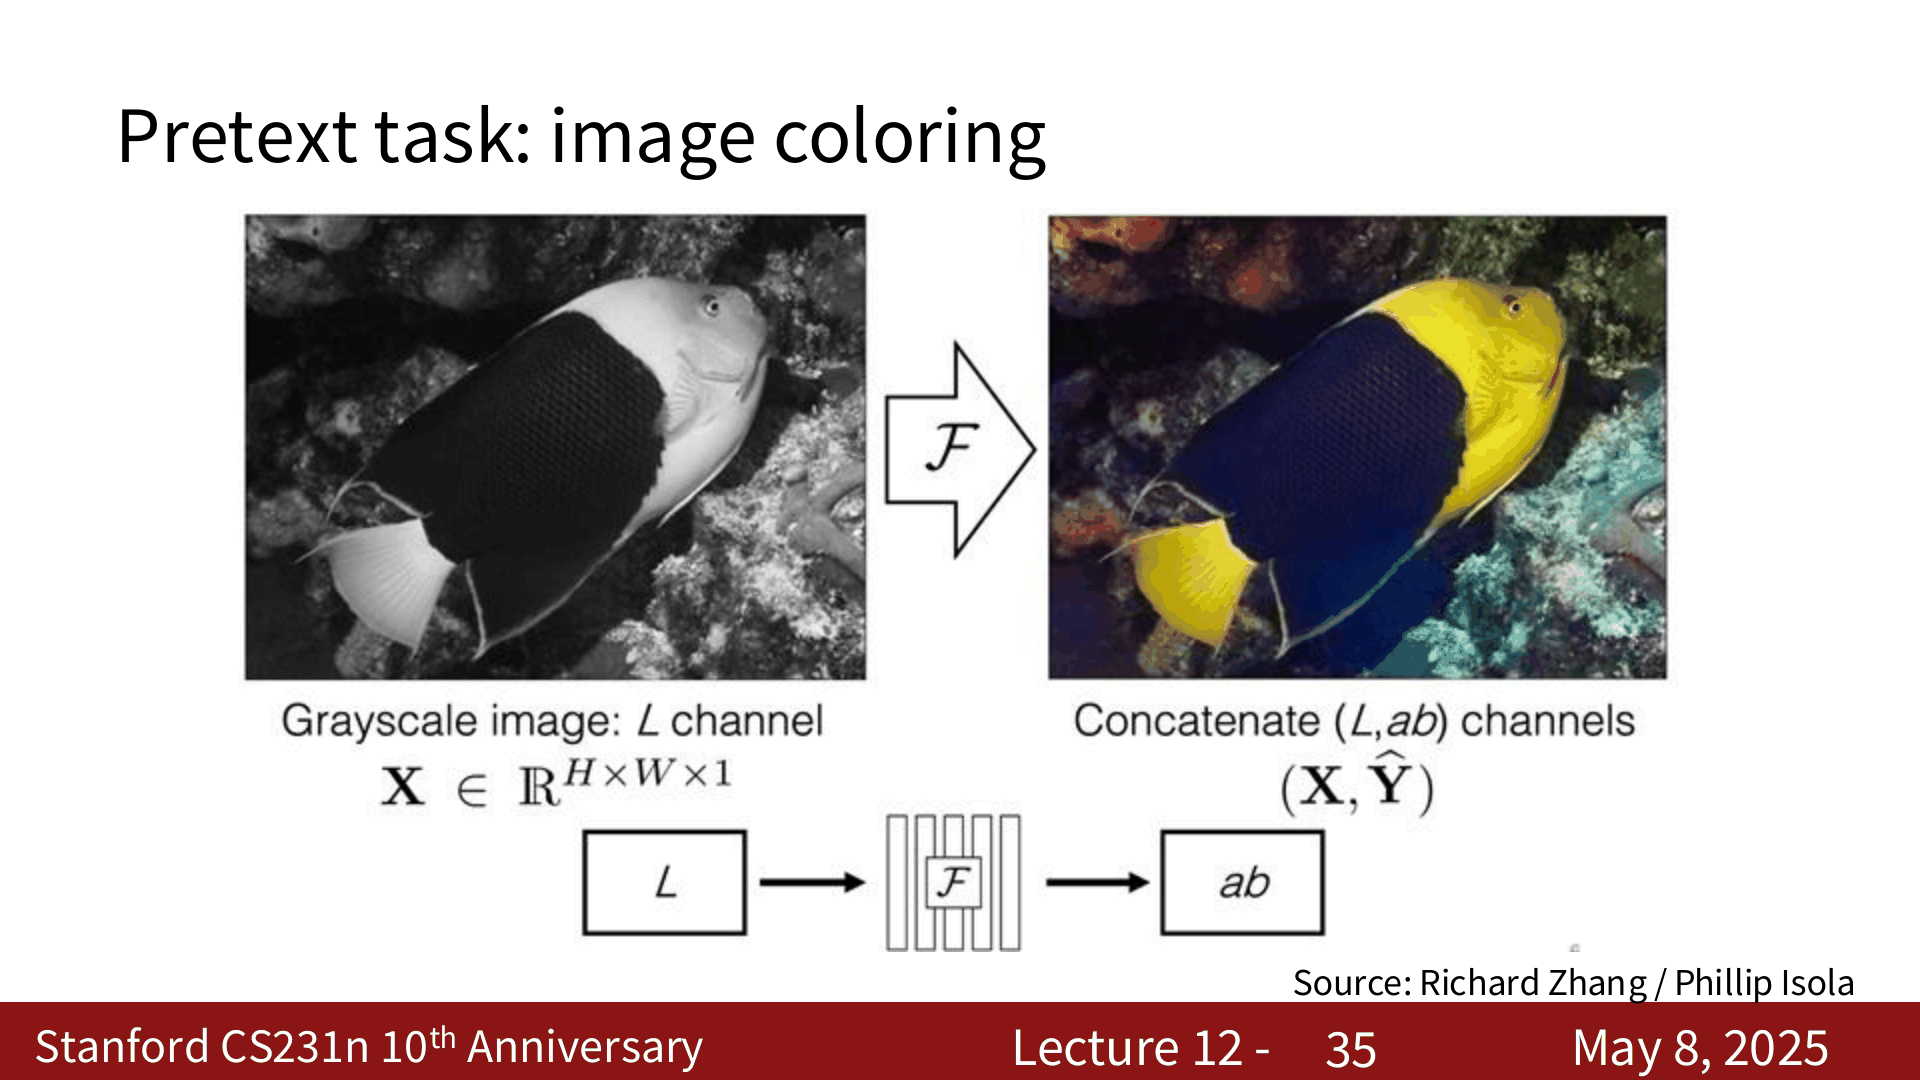 Pretext task: image coloring
ℱ
Grayscale image: L channel
X ∈ ℝ^{H×W×1}
Concatenate (L,ab) channels
(X, Ŷ)
L
ℱ
ab
Source: Richard Zhang / Phillip Isola
Stanford CS231n 10th Anniversary
Lecture 12 - 35
May 8, 2025